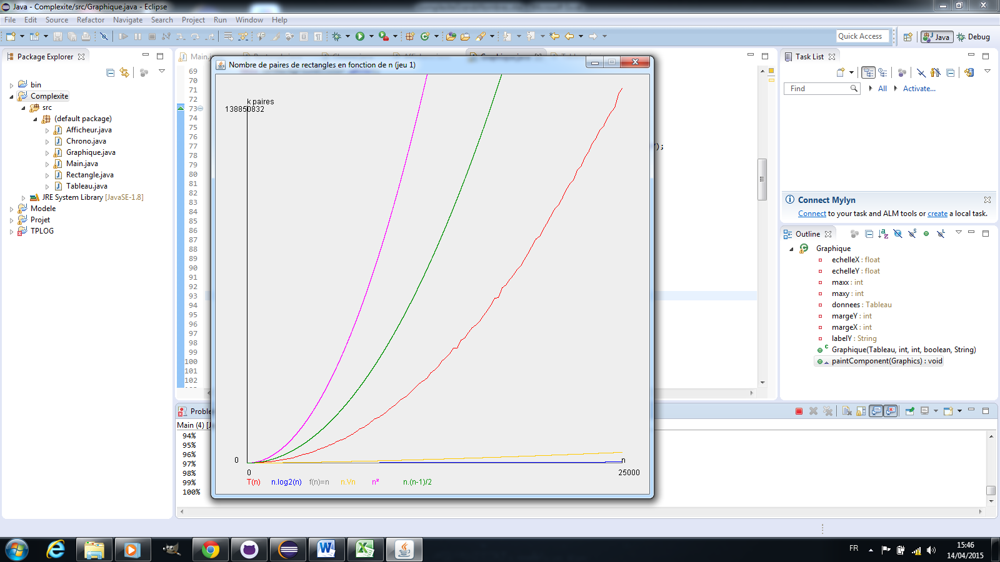 Java - Complexite/src/Graphique.java - Eclipse
File Edit Source Refactor Navigate Search Project Run Window Help
Quick Access
Java
Debug
Package Explorer
bin
Complexite
src
(default package)
Afficheur.java
Chrono.java
Graphique.java
Main.java
Rectangle.java
Tableau.java
JRE System Library [JavaSE-1.8]
Modele
Projet
TPLOG
69
70
71
72
73
74
75
76
77
78
79
80
81
82
83
84
85
86
87
88
89
90
91
92
93
94
95
96
97
98
99
100
101
102
);
Nombre de paires de rectangles en fonction de n (jeu 1)
k paires
138850832
0
n
0
25000
T(n) n.log2(n) f(n)=n n.Vn n² n.(n-1)/2
Task List
Find
All
Activate...
Connect Mylyn
Connect to your task and ALM tools or create a local task.
Outline
Graphique
echelleX : float
echelleY : float
maxx : int
maxy : int
donnees : Tableau
margeY : int
margeX : int
labelY : String
Graphique(Tableau, int, int, boolean, String)
paintComponent(Graphics) : void
Proble
Main (4) [J
94%
95%
96%
97%
98%
99%
100%
FR
15:46
14/04/2015